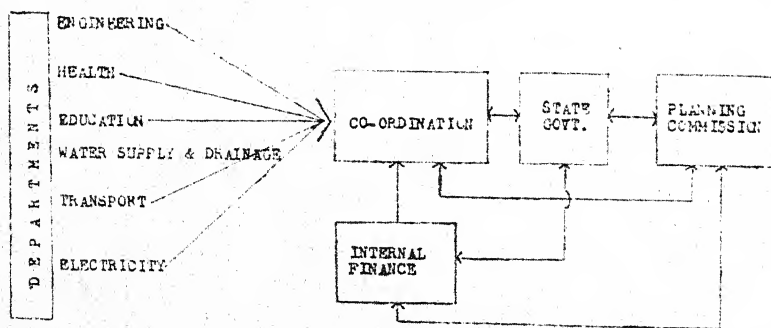 DEPARTMENTS
ENGINEERING
HEALTH
EDUCATION
WATER SUPPLY & DRAINAGE
TRANSPORT
ELECTRICITY
CO-ORDINATION
STATE
GOVT.
PLANNING
COMMISSION
INTERNAL
FINANCE